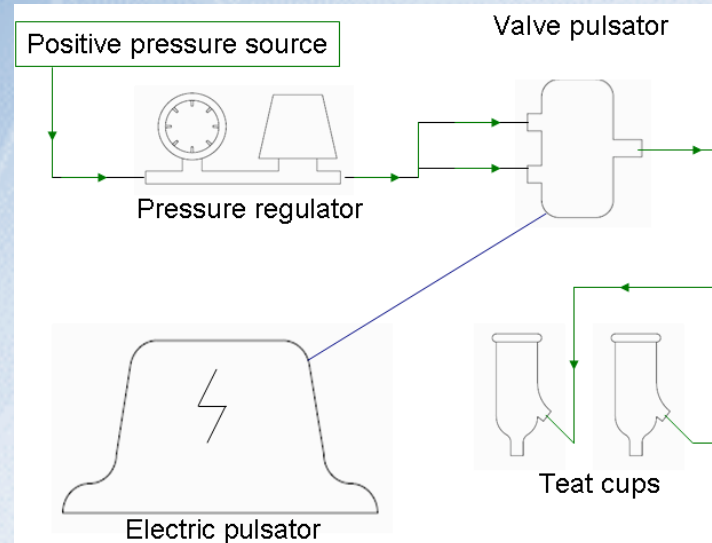 Positive pressure source
Valve pulsator
Pressure regulator
Teat cups
Electric pulsator